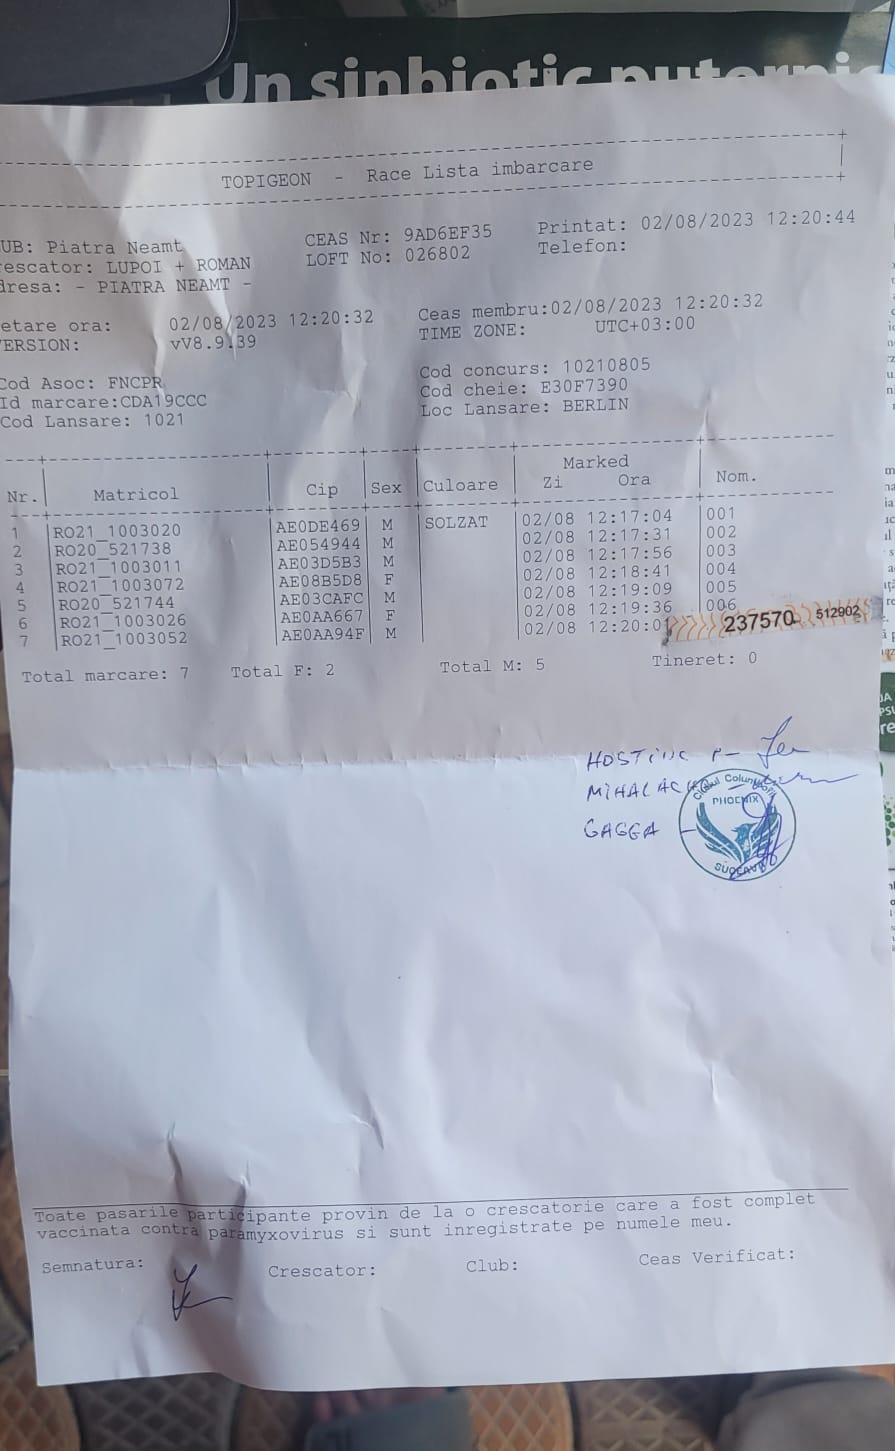 Un sinbiotic puternic
TOPIGEON - Race Lista imbarcare
UB: Piatra Neamt CEAS Nr: 9AD6EF35 Printat: 02/08/2023 12:20:44
rescator: LUPOI + ROMAN LOFT No: 026802 Telefon:
dresa: - PIATRA NEAMT -
etare ora: 02/08/2023 12:20:32 Ceas membru:02/08/2023 12:20:32
VERSION: vV8.9.39 TIME ZONE: UTC+03:00
Cod Asoc: FNCPR Cod concurs: 10210805
Id marcare:CDA19CCC Cod cheie: E30F7390
Cod Lansare: 1021 Loc Lansare: BERLIN
Marked
Nr. Matricol Cip Sex Culoare Zi Ora Nom.
1 RO21_1003020 AE0DE469 M SOLZAT 02/08 12:17:04 001
2 RO20_521738 AE054944 M 02/08 12:17:31 002
3 RO21_1003011 AE03D5B3 M 02/08 12:17:56 003
4 RO21_1003072 AE08B5D8 F 02/08 12:18:41 004
5 RO20_521744 AE03CAFC M 02/08 12:19:09 005
6 RO21_1003026 AE0AA667 F 02/08 12:19:36 006
7 RO21_1003052 AE0AA94F M 02/08 12:20:0
237570 512902
Total marcare: 7 Total F: 2 Total M: 5 Tineret: 0
HOSTINC
MIHALACHE
GAGEA
PHOENIX
SUCEAVA
Toate pasarile participante provin de la o crescatorie care a fost complet
vaccinata contra paramyxovirus si sunt inregistrate pe numele meu.
Semnatura: Crescator: Club: Ceas Verificat: